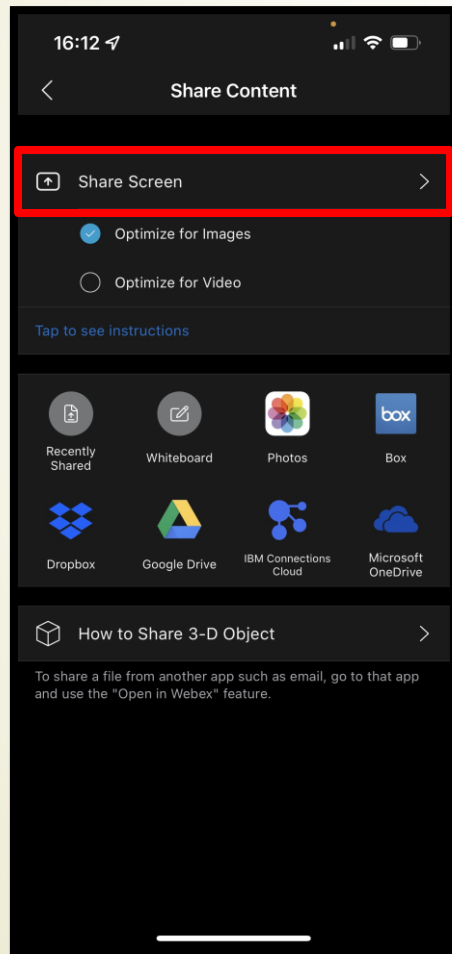 16:12
Share Content
Share Screen
Optimize for Images
Optimize for Video
Tap to see instructions
Recently Shared
Whiteboard
Photos
box
Box
Dropbox
Google Drive
IBM Connections Cloud
Microsoft OneDrive
How to Share 3-D Object
To share a file from another app such as email, go to that app
and use the "Open in Webex" feature.